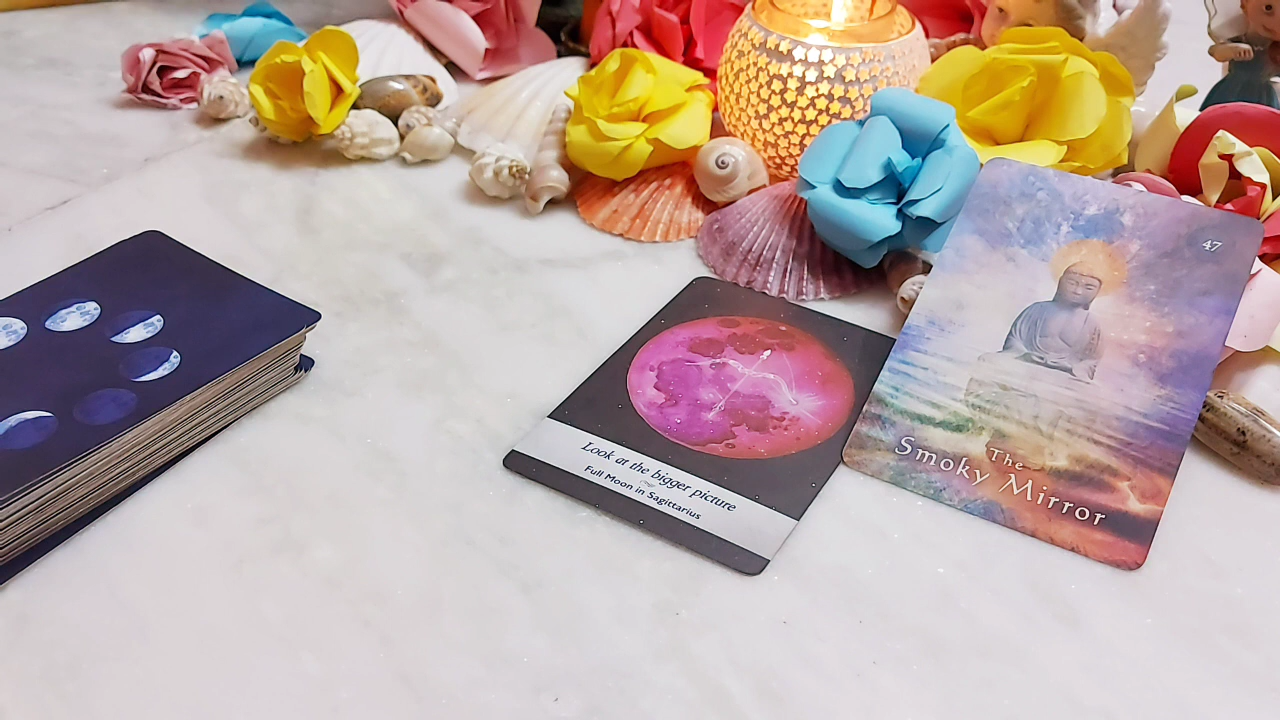 Look at the bigger picture
Full Moon in Sagittarius
47
The
Smoky Mirror